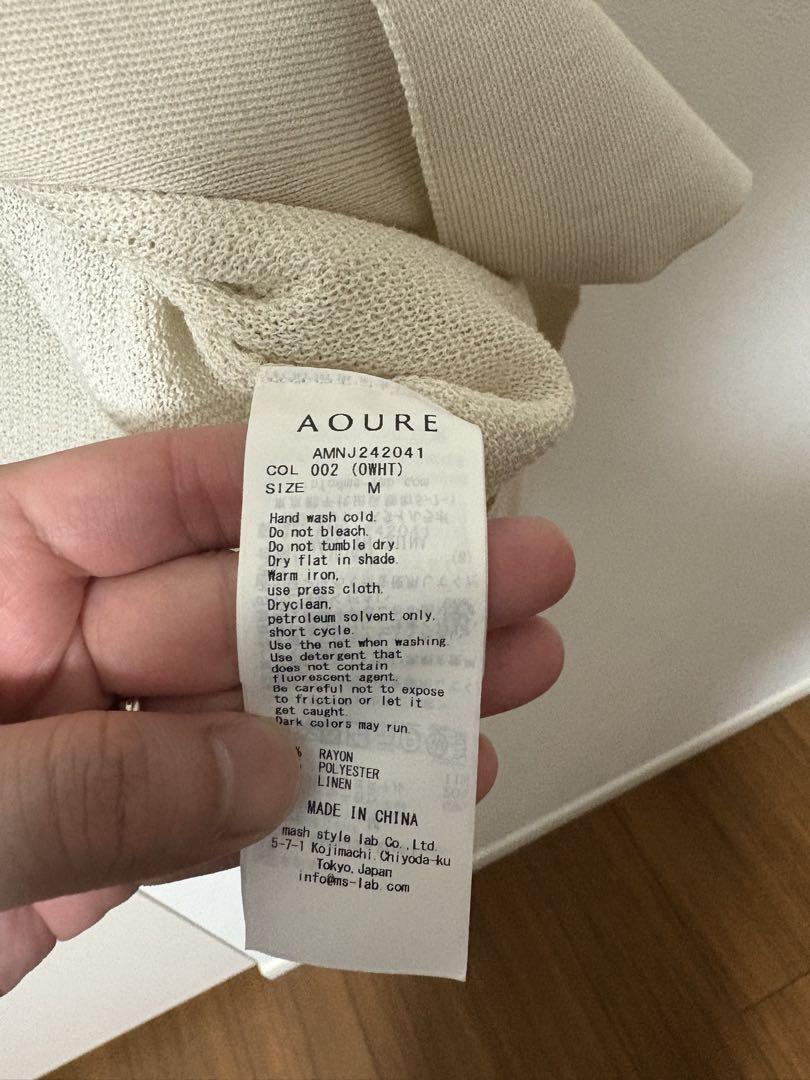 AOURE
AMNJ242041
COL 002 (OWHT)
SIZE M
Hand wash cold.
Do not bleach.
Do not tumble dry.
Dry flat in shade.
Warm iron,
use press cloth.
Dryclean,
petroleum solvent only.
short cycle.
Use the net when washing.
Use detergent that
does not contain
fluorescent agent.
Be careful not to expose
to friction or let it
get caught.
Dark colors may run.
% RAYON
POLYESTER
LINEN
MADE IN CHINA
mash style lab Co.,Ltd.
5-7-1 Kojimachi.Chiyoda-ku
Tokyo,Japan
info@ms-lab.com